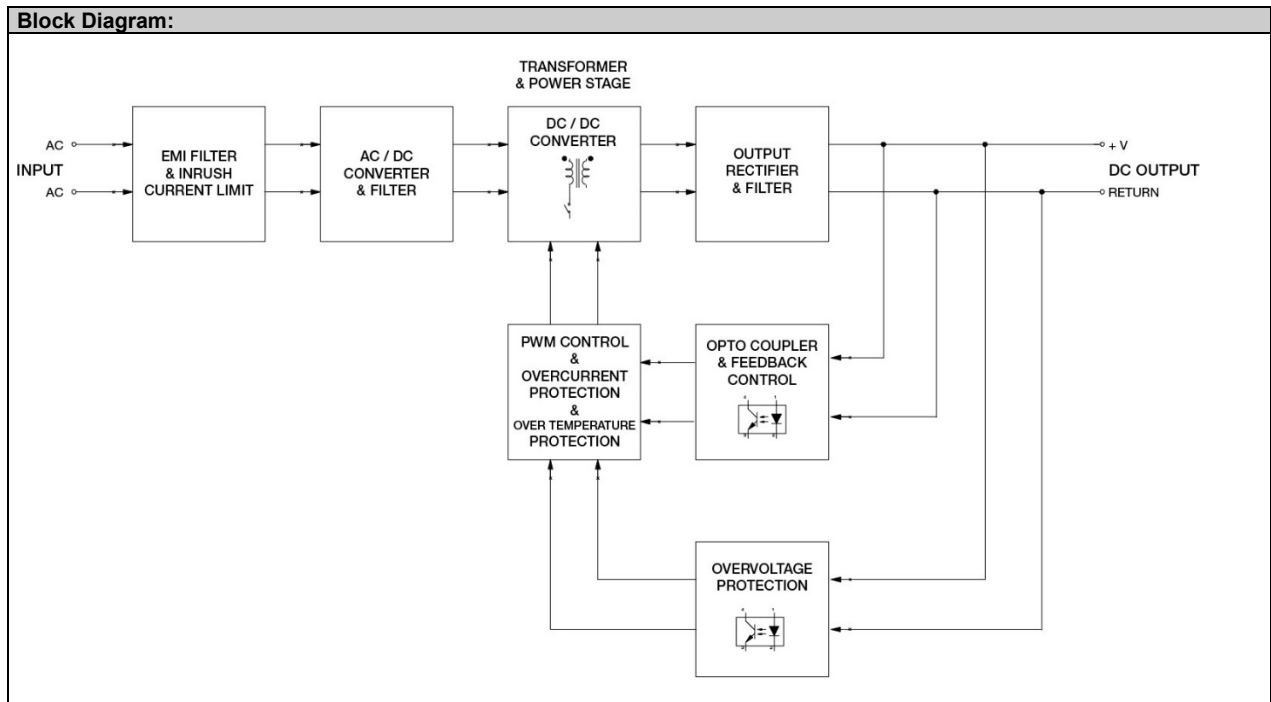 Block Diagram:
TRANSFORMER
& POWER STAGE
AC
INPUT
AC
EMI FILTER
& INRUSH
CURRENT LIMIT
AC / DC
CONVERTER
& FILTER
DC / DC
CONVERTER
OUTPUT
RECTIFIER
& FILTER
+ V
DC OUTPUT
RETURN
PWM CONTROL
&
OVERCURRENT
PROTECTION
&
OVER TEMPERATURE
PROTECTION
OPTO COUPLER
& FEEDBACK
CONTROL
OVERVOLTAGE
PROTECTION